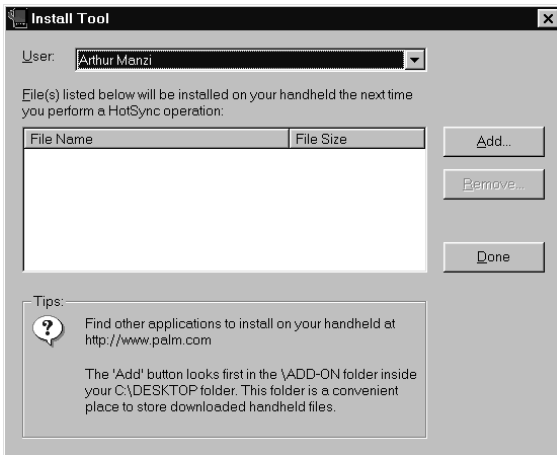 Install Tool
User: Arthur Manzi
File(s) listed below will be installed on your handheld the next time
you perform a HotSync operation:
File Name File Size
Add...
Remove...
Done
Tips:
Find other applications to install on your handheld at
http://www.palm.com
The 'Add' button looks first in the \ADD-ON folder inside
your C:\DESKTOP folder. This folder is a convenient
place to store downloaded handheld files.